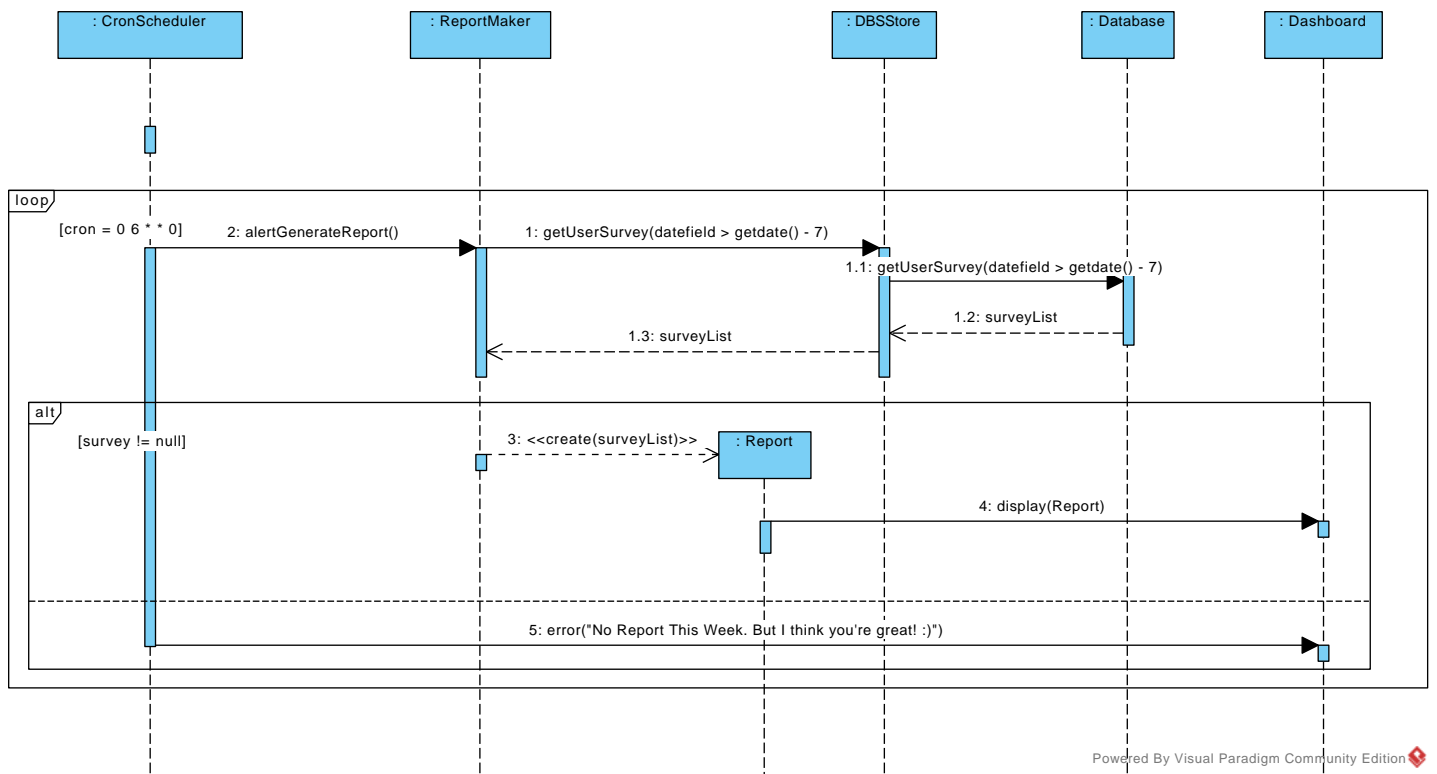 : CronScheduler
: ReportMaker
: DBSStore
: Database
: Dashboard
loop
[cron = 0 6 * * 0]
2: alertGenerateReport()
1: getUserSurvey(datefield > getdate() - 7)
1.1: getUserSurvey(datefield > getdate() - 7)
1.2: surveyList
1.3: surveyList
alt
[survey != null]
3: <<create(surveyList)>>
: Report
4: display(Report)
5: error("No Report This Week. But I think you're great! :)")
Powered By Visual Paradigm Community Edition